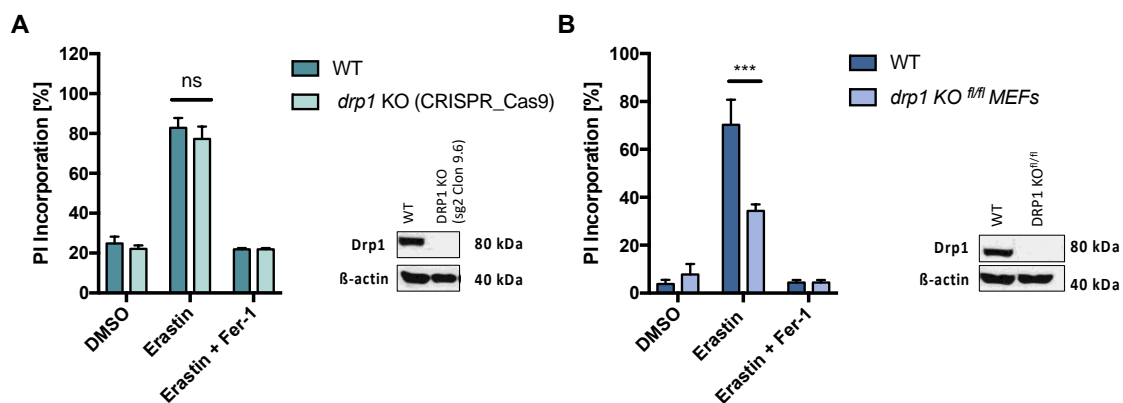 A
PI Incorporation [%]
120
100
80
60
40
20
0
ns
DMSO
Erastin
Erastin + Fer-1
WT
drp1 KO (CRISPR_Cas9)
WT
DRP1 KO
(sg2 Clon 9.6)
Drp1
80 kDa
ß-actin
40 kDa
B
PI Incorporation [%]
100
80
60
40
20
0
***
DMSO
Erastin
Erastin + Fer-1
WT
drp1 KO fl/fl MEFs
WT
DRP1 KOfl/fl
Drp1
80 kDa
ß-actin
40 kDa